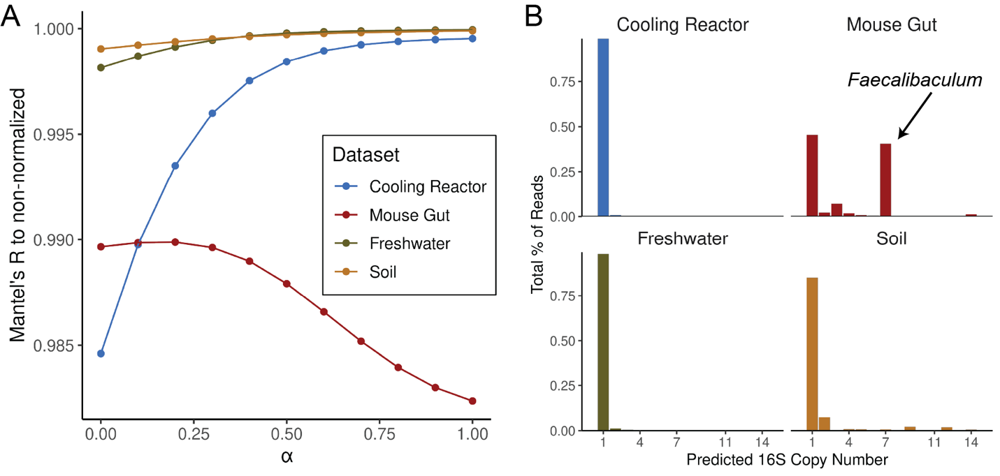 A
Mantel's R to non-normalized
1.000
0.995
0.990
0.985
0.00
0.25
0.50
0.75
1.00
α
Dataset
Cooling Reactor
Mouse Gut
Freshwater
Soil
B
Total % of Reads
Cooling Reactor
Mouse Gut
0.75
0.50
0.25
0.00
Faecalibaculum
Freshwater
Soil
0.75
0.50
0.25
0.00
1 4 7 11 14
1 4 7 11 14
Predicted 16S Copy Number